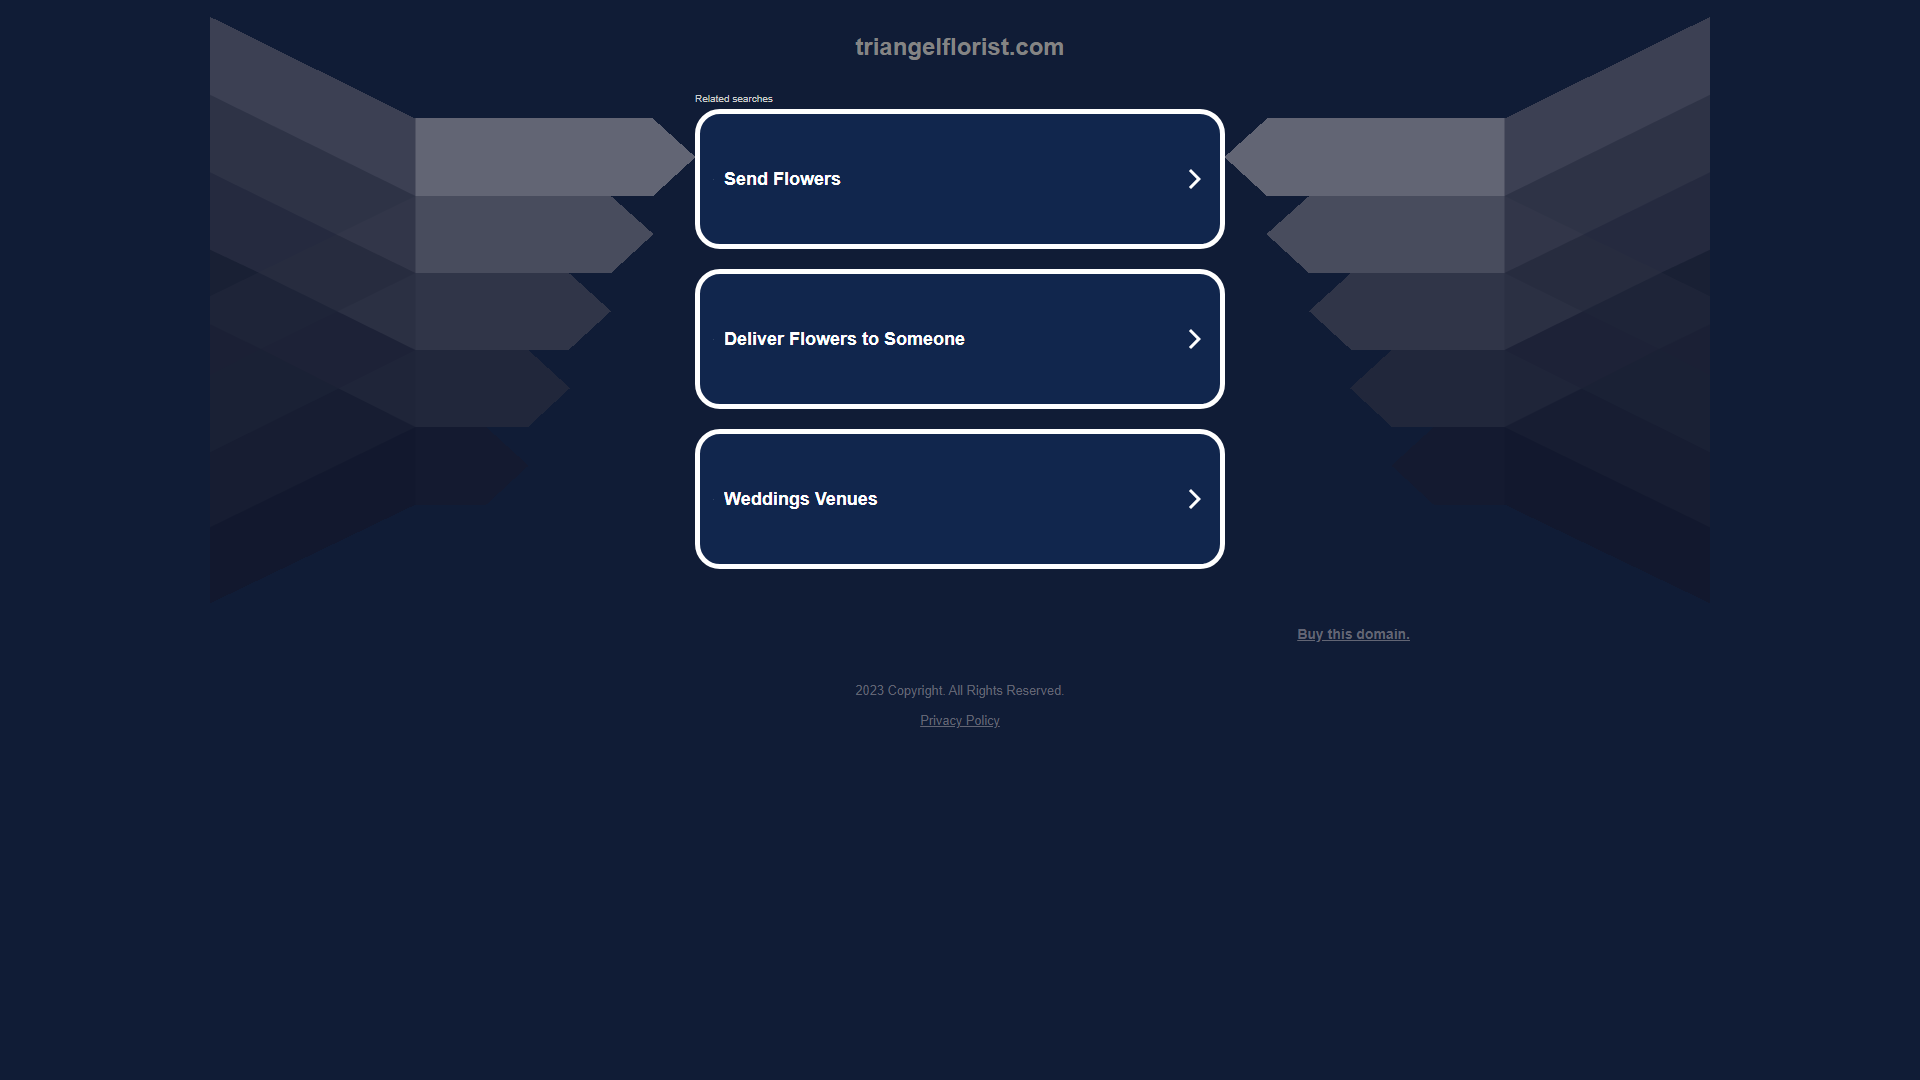 triangelflorist.com
Related searches
Send Flowers
Deliver Flowers to Someone
Weddings Venues
Buy this domain.
2023 Copyright. All Rights Reserved.
Privacy Policy